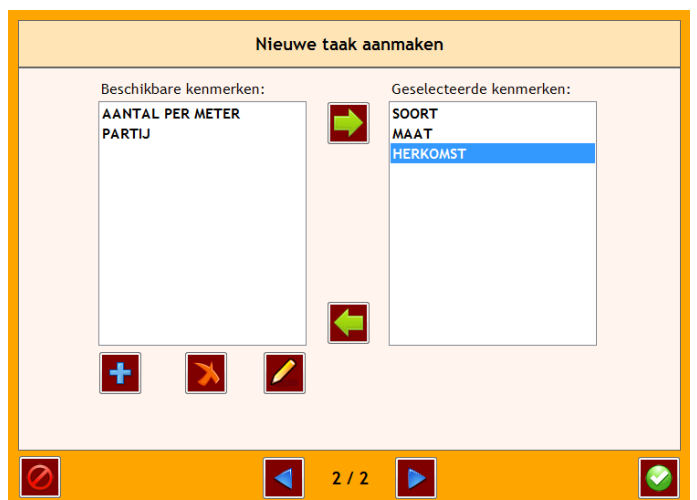 Nieuwe taak aanmaken
Beschikbare kenmerken:
AANTAL PER METER
PARTIJ
Geselecteerde kenmerken:
SOORT
MAAT
HERKOMST
2 / 2